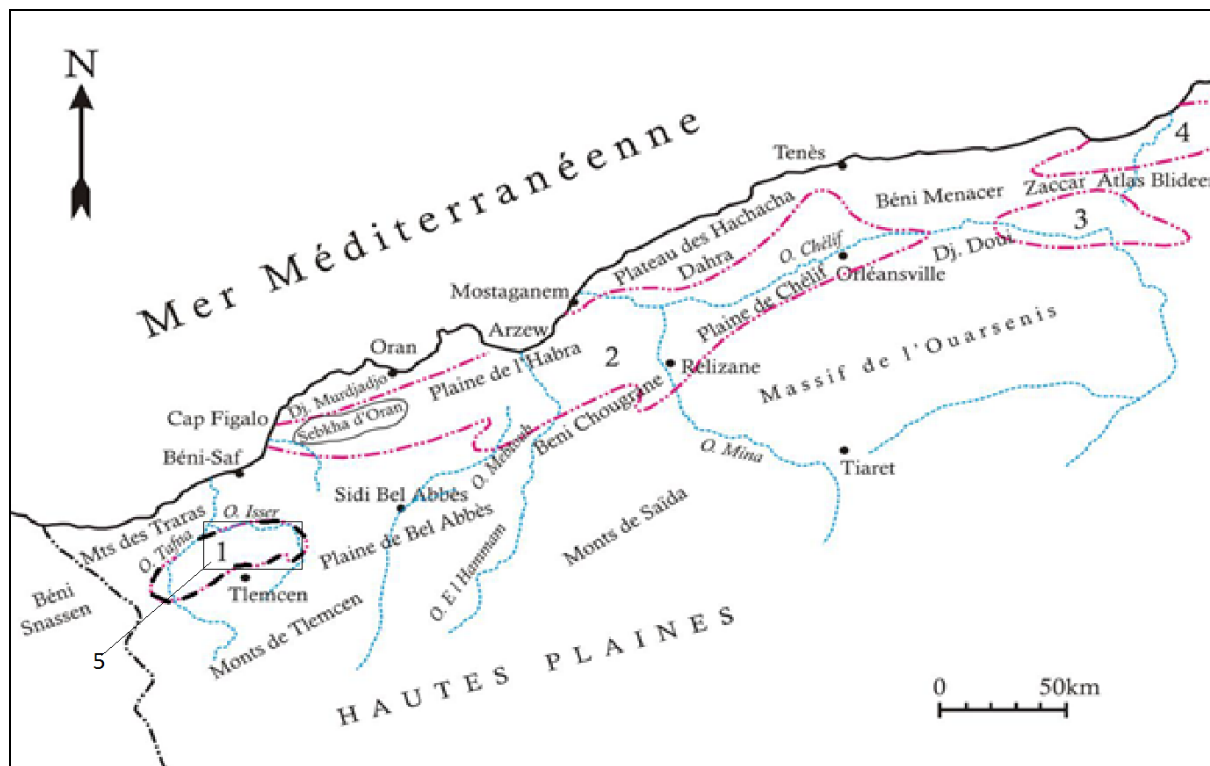 N
Mer Méditerranéenne
4
Tenès
Zaccar
Atlas Blideen
Béni Menacer
3
Plateau des Hachacha
Dahra
O. Chélif
Dj. Doui
Orléansville
Mostaganem
Plaine de Chélif
Arzew
Oran
2
Massif de l'Ouarsenis
Plaine de l'Habra
Rélizane
Dj. Murdjadjo
Cap Figalo
Sebkha d'Oran
Beni Chougrane
Béni-Saf
O. Mebtouh
O. Mina
Tiaret
Sidi Bel Abbès
O. Isser
Mts des Traras
O. Tafna
1
Plaine de Bel Abbès
Monts de Saïda
O. El Hammam
Béni
Snassen
Tlemcen
Monts de Tlemcen
5
HAUTES PLAINES
0 50km